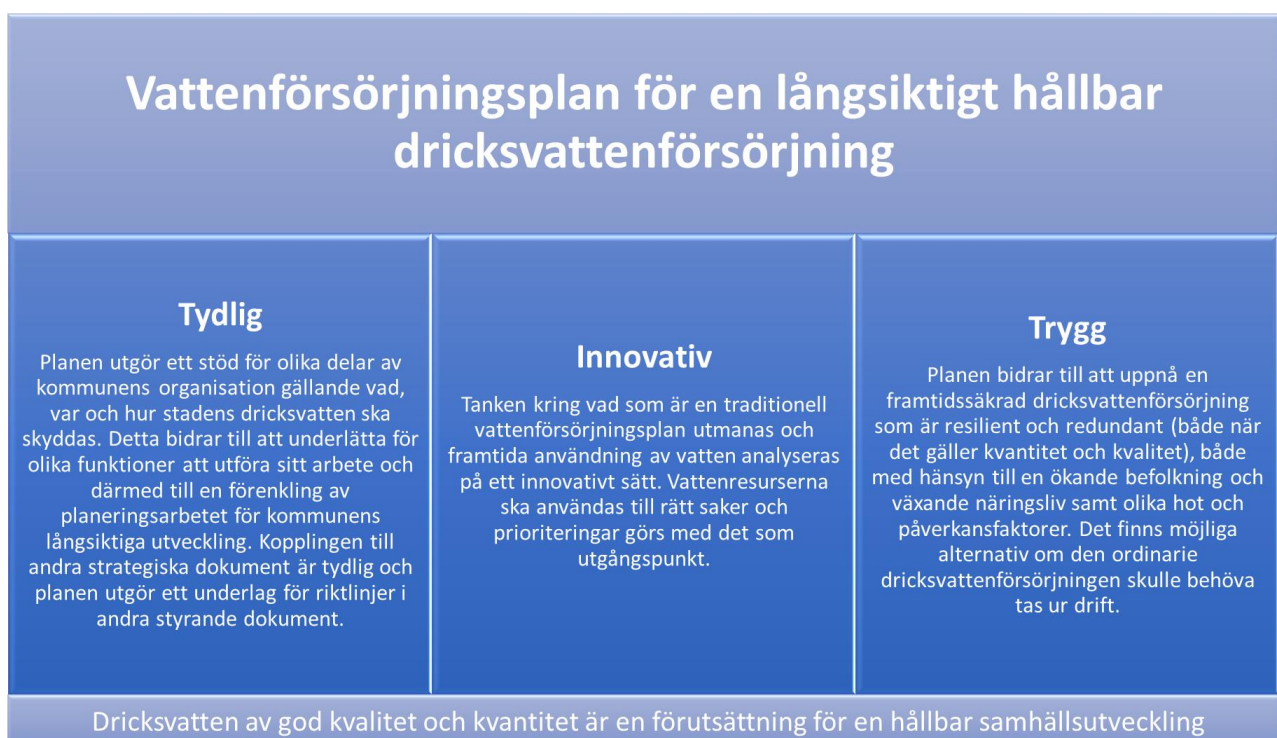 Vattenförsörjningsplan för en långsiktigt hållbar
dricksvattenförsörjning
Tydlig
Planen utgör ett stöd för olika delar av
kommunens organisation gällande vad,
var och hur stadens dricksvatten ska
skyddas. Detta bidrar till att underlätta för
olika funktioner att utföra sitt arbete och
därmed till en förenkling av
planeringsarbetet för kommunens
långsiktiga utveckling. Kopplingen till
andra strategiska dokument är tydlig och
planen utgör ett underlag för riktlinjer i
andra styrande dokument.
Innovativ
Tanken kring vad som är en traditionell
vattenförsörjningsplan utmanas och
framtida användning av vatten analyseras
på ett innovativt sätt. Vattenresurserna
ska användas till rätt saker och
prioriteringar görs med det som
utgångspunkt.
Trygg
Planen bidrar till att uppnå en
framtidssäkrad dricksvattenförsörjning
som är resilient och redundant (både när
det gäller kvantitet och kvalitet), både
med hänsyn till en ökande befolkning och
växande näringsliv samt olika hot och
påverkansfaktorer. Det finns möjliga
alternativ om den ordinarie
dricksvattenförsörjningen skulle behöva
tas ur drift.
Dricksvatten av god kvalitet och kvantitet är en förutsättning för en hållbar samhällsutveckling